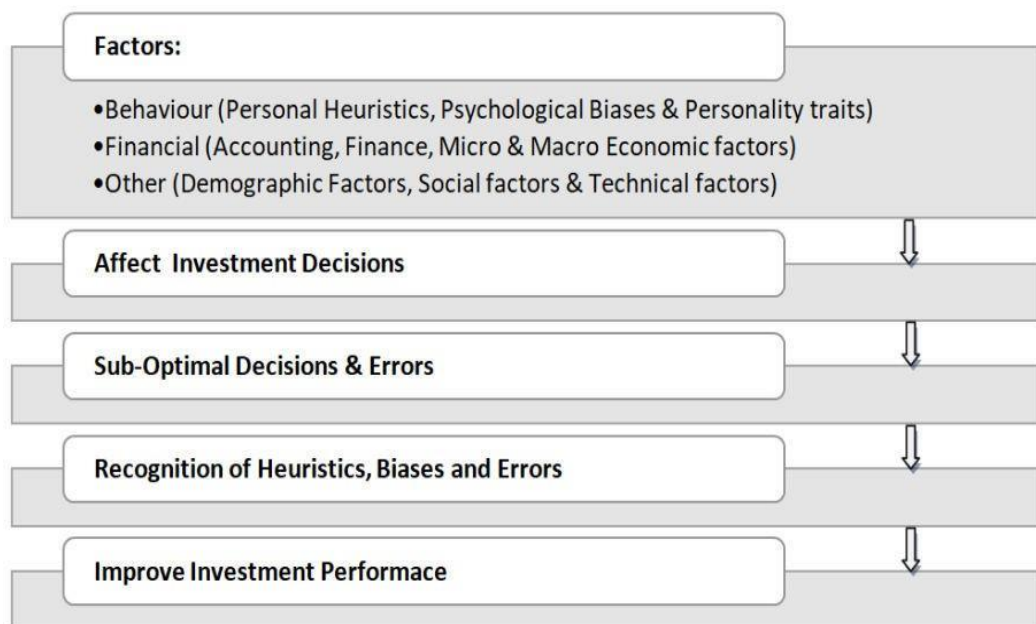 Factors:
•Behaviour (Personal Heuristics, Psychological Biases & Personality traits)
•Financial (Accounting, Finance, Micro & Macro Economic factors)
•Other (Demographic Factors, Social factors & Technical factors)
Affect Investment Decisions
Sub-Optimal Decisions & Errors
Recognition of Heuristics, Biases and Errors
Improve Investment Performace